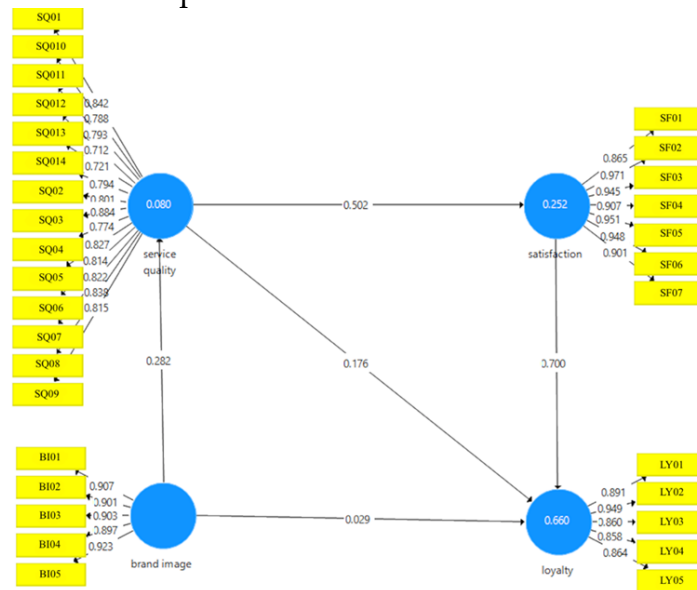 SQ01
SQ010
SQ011
SQ012
SQ013
SQ014
SQ02
SQ03
SQ04
SQ05
SQ06
SQ07
SQ08
SQ09
0.842
0.788
0.793
0.712
0.721
0.794
0.801
0.884
0.774
0.827
0.814
0.822
0.838
0.815
0.080
service
quality
0.502
0.252
satisfaction
0.865
0.971
0.945
0.907
0.951
0.948
0.901
SF01
SF02
SF03
SF04
SF05
SF06
SF07
0.282
0.176
0.700
BI01
BI02
BI03
BI04
BI05
0.907
0.901
0.903
0.897
0.923
brand image
0.029
0.660
loyalty
0.891
0.949
0.860
0.858
0.864
LY01
LY02
LY03
LY04
LY05